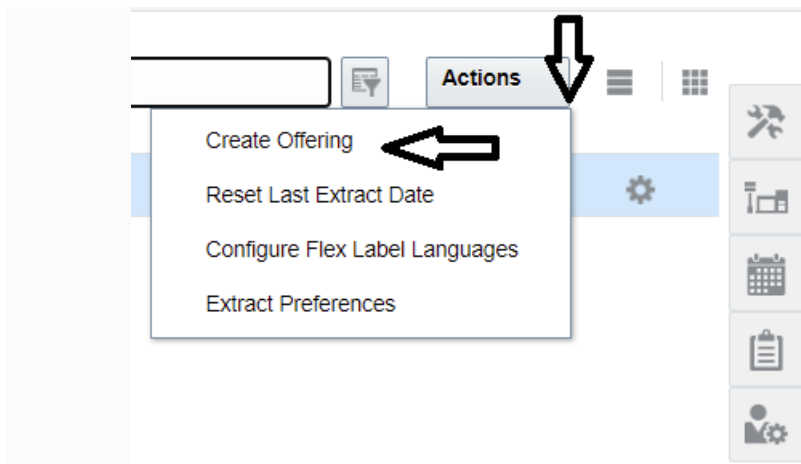 Actions
Create Offering
Reset Last Extract Date
Configure Flex Label Languages
Extract Preferences